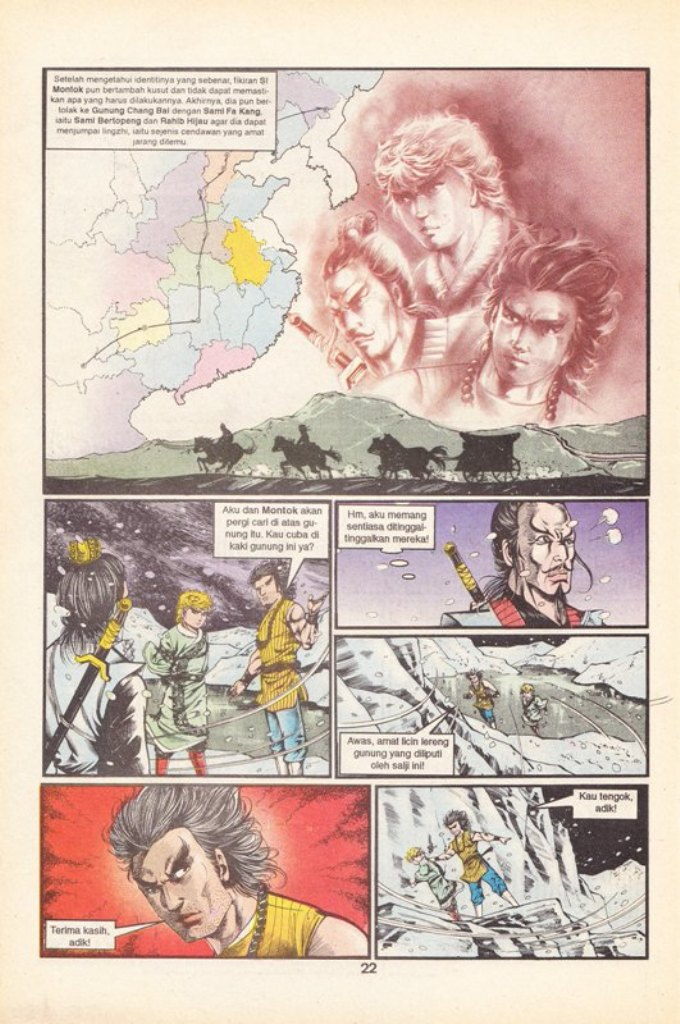 Setelah mengetahui identitinya yang sebenar, fikiran Si
Montok pun bertambah kusut dan tidak dapat memasti-
kan apa yang harus dilakukannya. Akhirnya, dia pun ber-
tolak ke Gunung Chang Bai dengan Sami Fa Kang,
iaitu Sami Bertopeng dan Rahib Hijau agar dia dapat
menjumpai lingzhi, iaitu sejenis cendawan yang amat
jarang ditemu.
Aku dan Montok akan
pergi cari di atas gu-
nung itu. Kau cuba di
kaki gunung ini ya?
Hm, aku memang
sentiasa ditinggal-
tinggalkan mereka!
Awas, amat licin lereng
gunung yang diliputi
oleh salji ini!
Terima kasih,
adik!
Kau tengok,
adik!
22